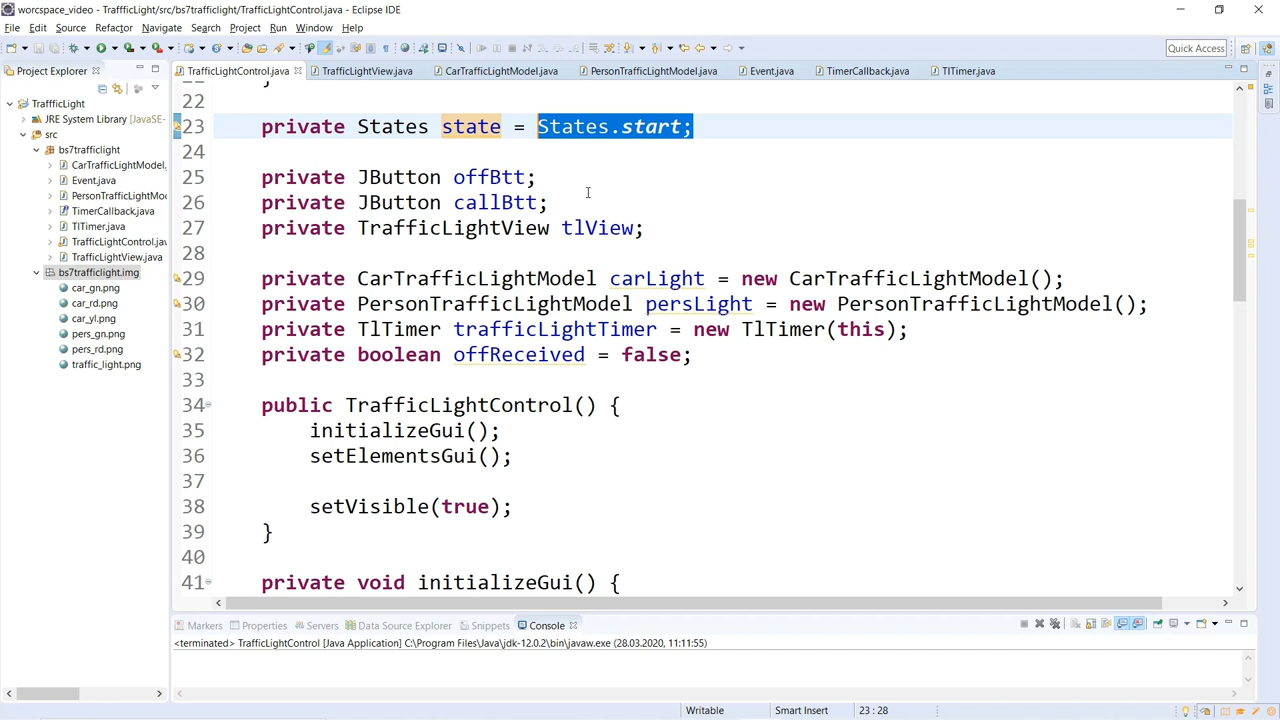 worcspace_video - TraffficLight/src/bs7trafficlight/TrafficLightControl.java - Eclipse IDE
File Edit Source Refactor Navigate Search Project Run Window Help
Quick Access
Project Explorer
TrafficLightControl.java TrafficLightView.java CarTrafficLightModel.java PersonTrafficLightModel.java Event.java TimerCallback.java TlTimer.java
TraffficLight
JRE System Library [JavaSE-
src
bs7trafficlight
CarTrafficLightModel.
Event.java
PersonTrafficLightMo
TimerCallback.java
TlTimer.java
TrafficLightControl.jav
TrafficLightView.java
bs7trafficlight.img
car_gn.png
car_rd.png
car_yl.png
pers_gn.png
pers_rd.png
traffic_light.png
22
23 private States state = States.start;
24
25 private JButton offBtt;
26 private JButton callBtt;
27 private TrafficLightView tlView;
28
29 private CarTrafficLightModel carLight = new CarTrafficLightModel();
30 private PersonTrafficLightModel persLight = new PersonTrafficLightModel();
31 private TlTimer trafficLightTimer = new TlTimer(this);
32 private boolean offReceived = false;
33
34 public TrafficLightControl() {
35 initializeGui();
36 setElementsGui();
37
38 setVisible(true);
39 }
40
41 private void initializeGui() {
Markers Properties Servers Data Source Explorer Snippets Console
<terminated> TrafficLightControl [Java Application] C:\Program Files\Java\jdk-12.0.2\bin\javaw.exe (28.03.2020, 11:11:55)
Writable Smart Insert 23 : 28